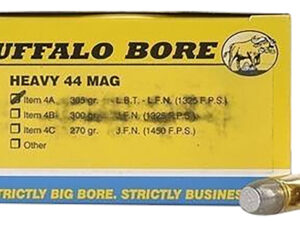 UFFALO BORE
HEAVY 44 MAG
Item 4A 305 gr. L.B.T. - L.F.N. (1325 F.P.S.)
Item 4B 300 gr. J.F.N. (1325 F.P.S.)
Item 4C 270 gr. J.F.N. (1450 F.P.S.)
Other
TRICTLY BIG BORE. STRICTLY BUSINES